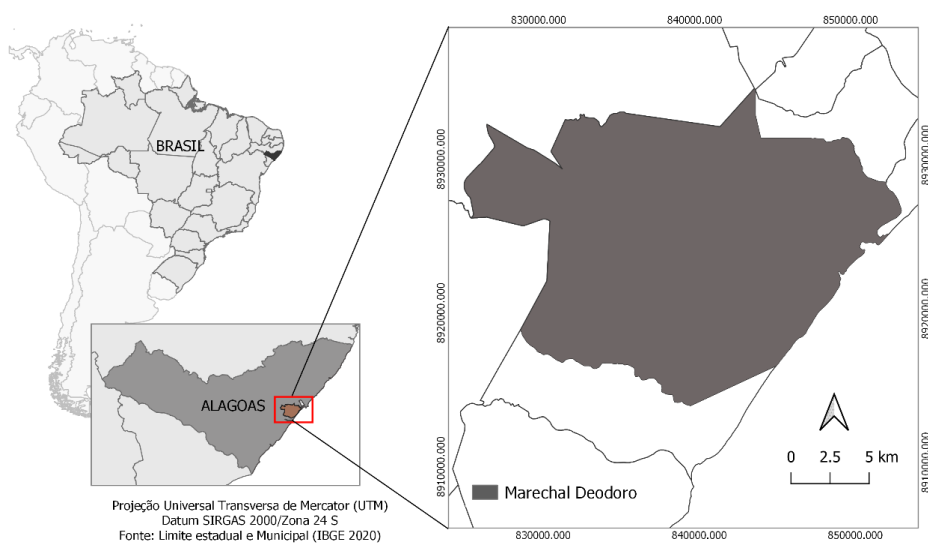 830000.000 840000.000 850000.000
BRASIL
8930000.000 8930000.000
8920000.000 8920000.000
ALAGOAS
8910000.000 8910000.000
0 2.5 5 km
Marechal Deodoro
830000.000 840000.000 850000.000
Projeção Universal Transversa de Mercator (UTM)
Datum SIRGAS 2000/Zona 24 S
Fonte: Limite estadual e Municipal (IBGE 2020)